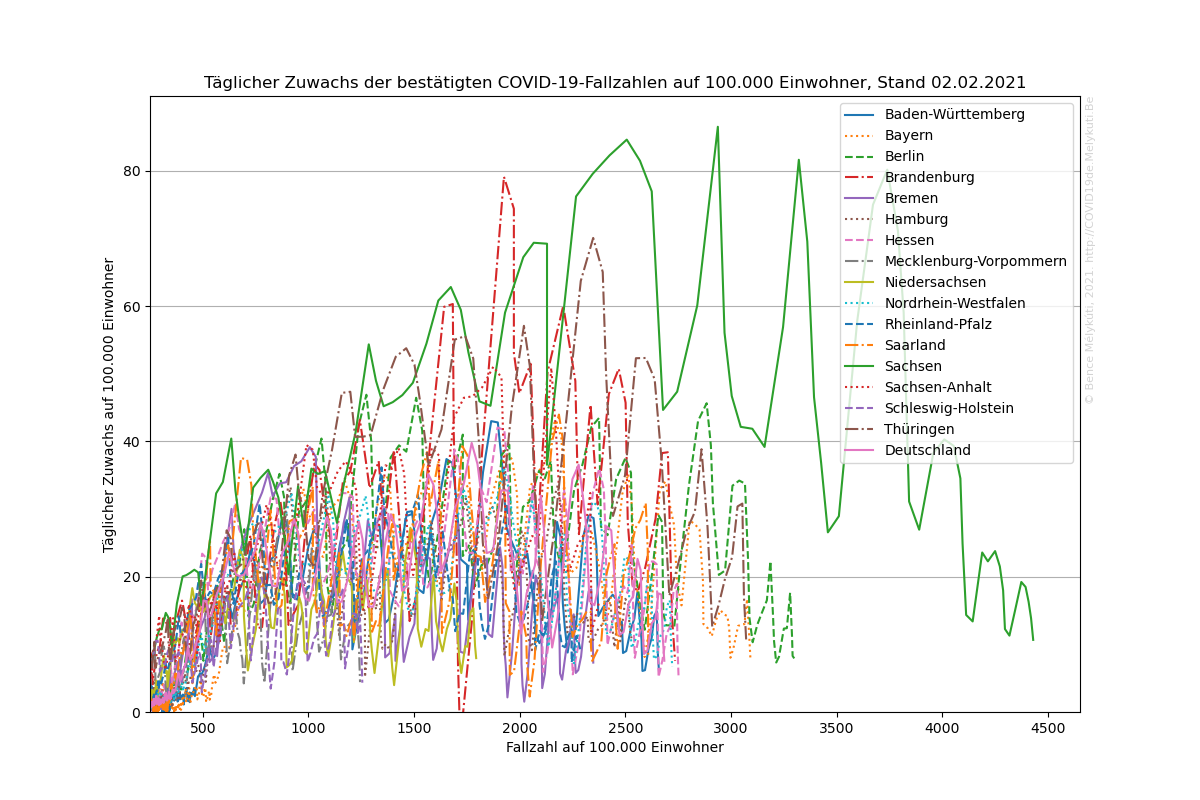 Täglicher Zuwachs der bestätigten COVID-19-Fallzahlen auf 100.000 Einwohner, Stand 02.02.2021
Täglicher Zuwachs auf 100.000 Einwohner
80
60
40
20
0
Baden-Württemberg
Bayern
Berlin
Brandenburg
Bremen
Hamburg
Hessen
Mecklenburg-Vorpommern
Niedersachsen
Nordrhein-Westfalen
Rheinland-Pfalz
Saarland
Sachsen
Sachsen-Anhalt
Schleswig-Holstein
Thüringen
Deutschland
© Bence Mélykúti, 2021  http://COVID19de.Melykuti.Be
500
1000
1500
2000
2500
3000
3500
4000
4500
Fallzahl auf 100.000 Einwohner